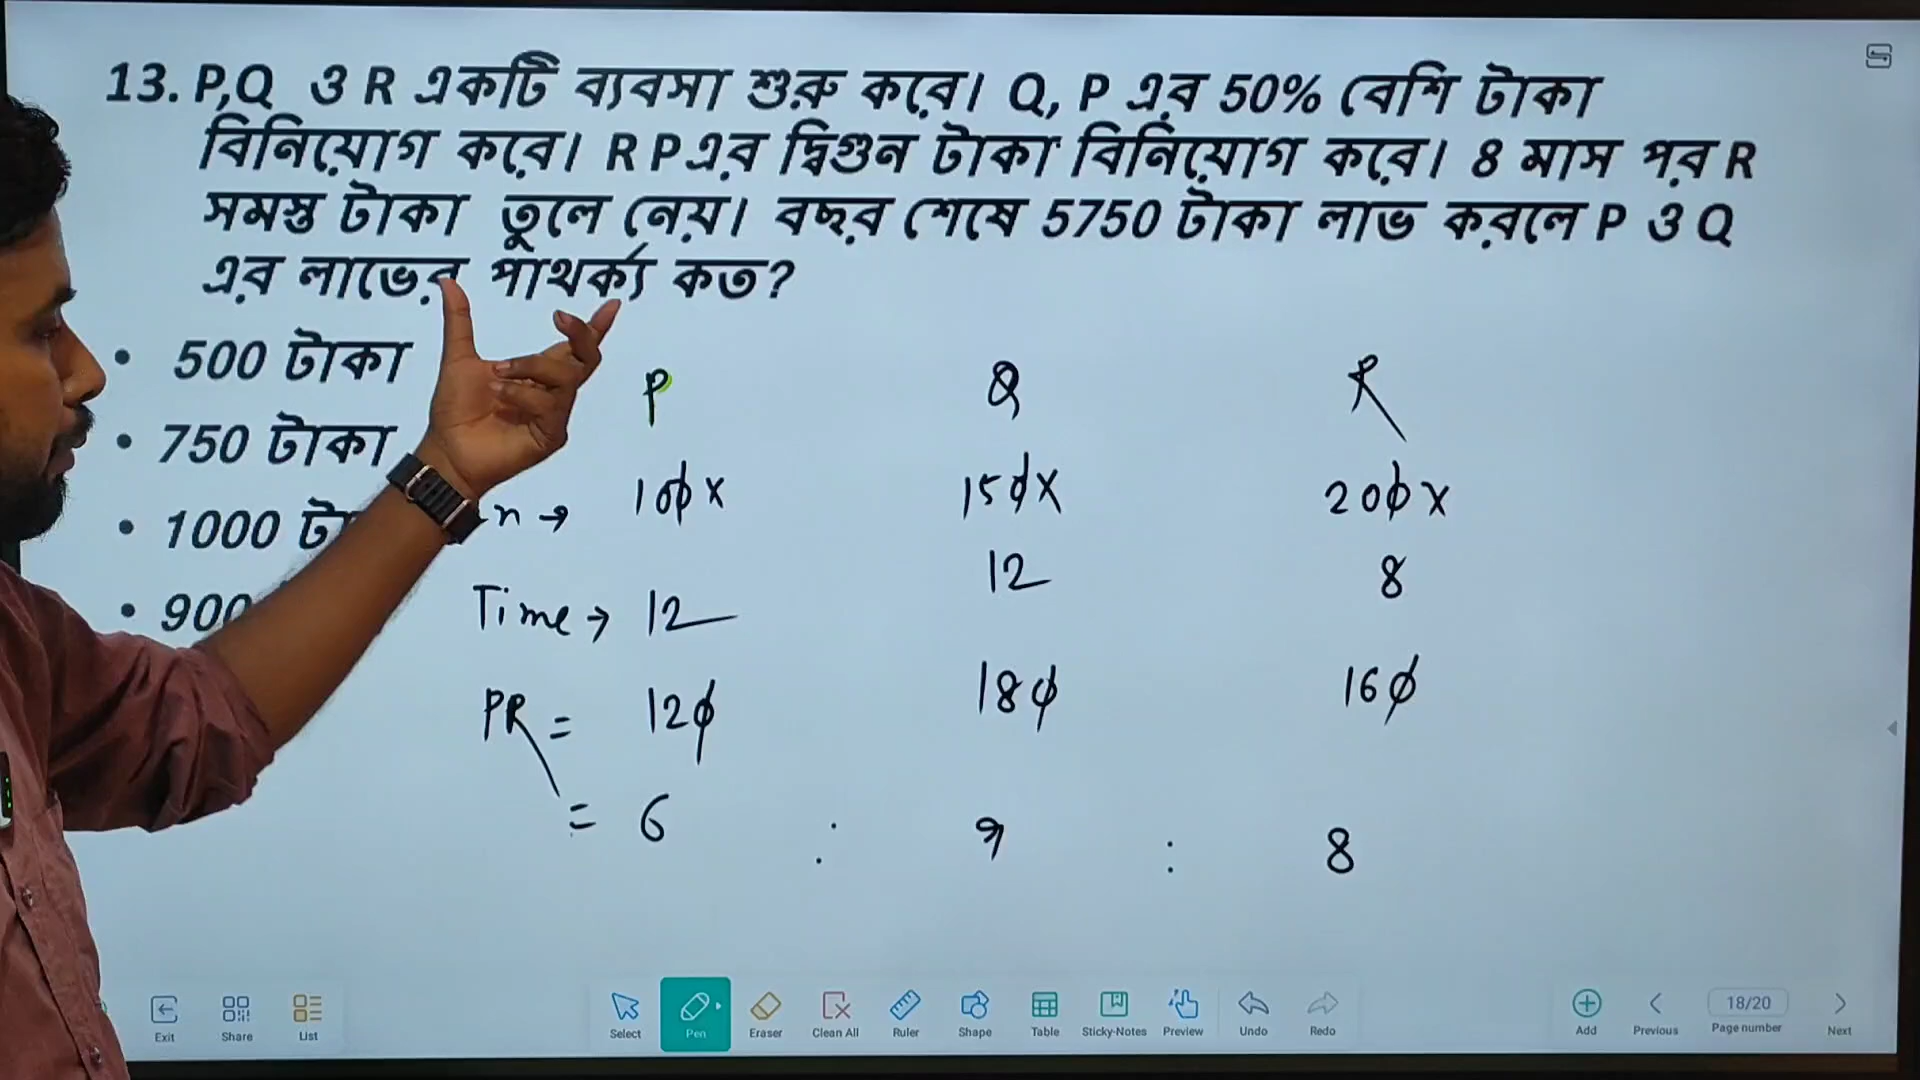 13. P,Q ও R একটি ব্যবসা শুরু করে। Q, P এর 50% বেশি টাকা
বিনিয়োগ করে। R P এর দ্বিগুন টাকা বিনিয়োগ করে। 8 মাস পর R
সমস্ত টাকা তুলে নেয়। বছর শেষে 5750 টাকা লাভ করলে P ও Q
এর লাভের পাথর্ক্য কত?
• 500 টাকা
• 750 টাকা
• 1000
• 900
P Q R
100x 150x 200x
Time → 12 12 8
PR = 120 180 160
= 6 : 9 : 8
Exit Share List Select Pen Eraser Clean All Ruler Shape Table Sticky-Notes Preview Undo Redo Add Previous 18/20 Page number Next